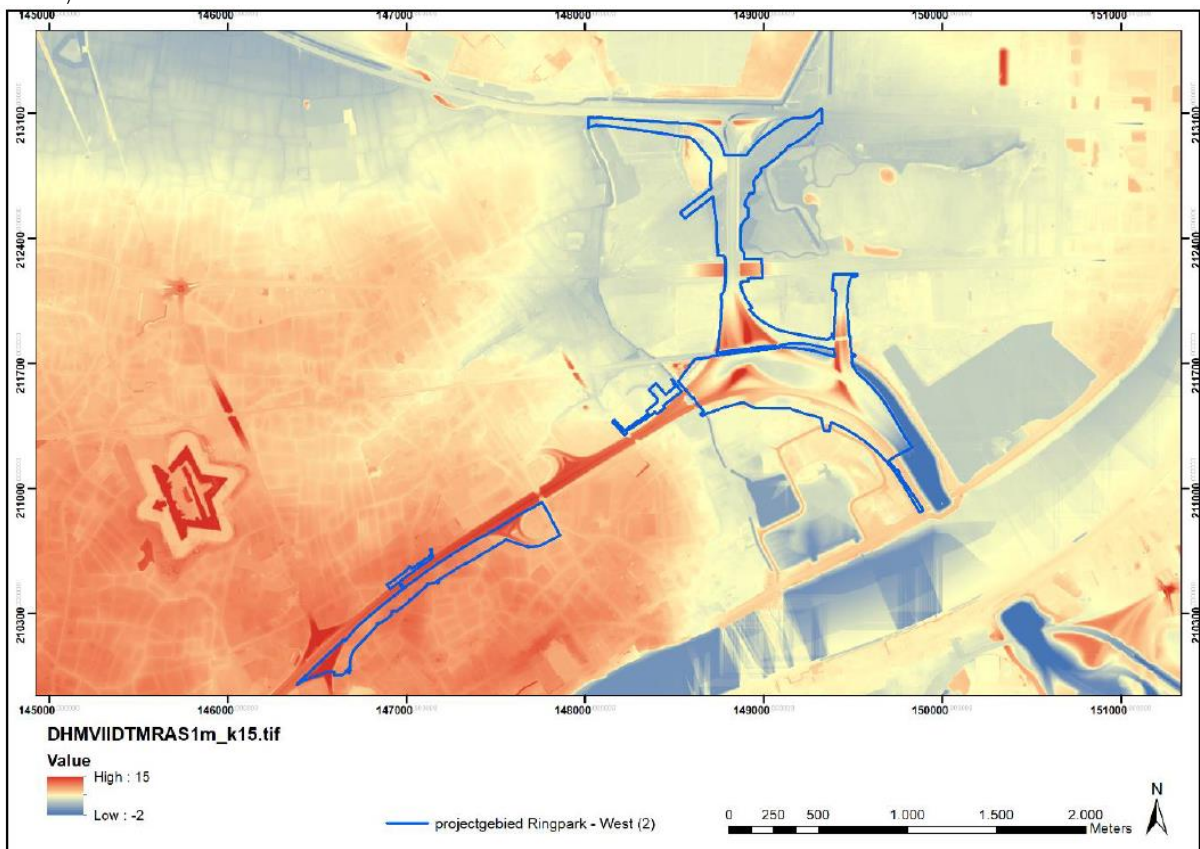 145000 146000 147000 148000 149000 150000 151000
213100 213100
212400 212400
211700 211700
211000 211000
210300 210300
145000 146000 147000 148000 149000 150000 151000
DHMVIIDTMRAS1m_k15.tif
Value
High : 15
Low : -2
projectgebied Ringpark - West (2)
N
0 250 500 1.000 1.500 2.000
Meters